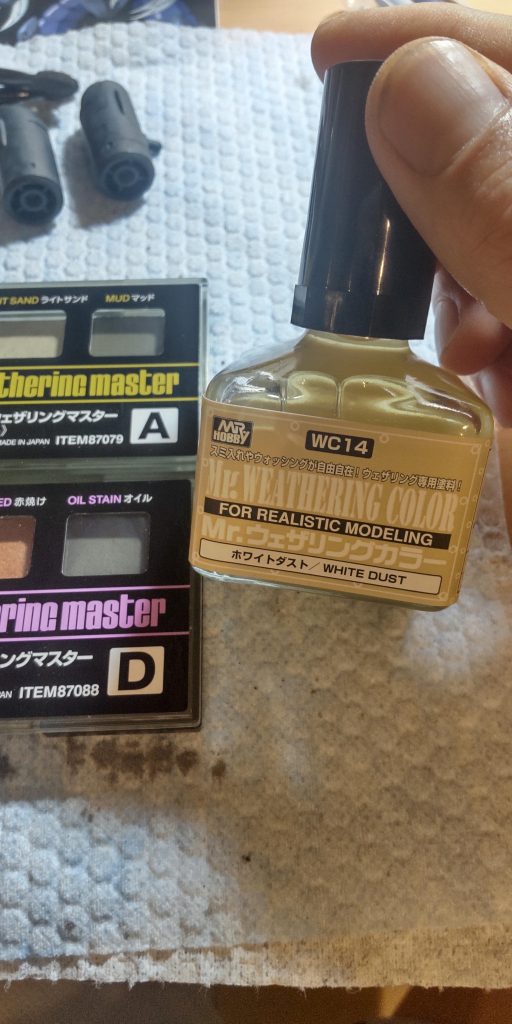 MR HOBBY
WC14
スミ入れやウォッシングが自由自在！ウェザリング専用塗料！
MR. WEATHERING COLOR
FOR REALISTIC MODELING
Mr.ウェザリングカラー
ホワイトダスト／WHITE DUST
SAND ライトサンド
MUD マッド
thering master
ウェザリングマスター
A
MADE IN JAPAN ITEM87079
赤焼け
OIL STAIN オイル
ring master
ングマスター
D
ITEM87088